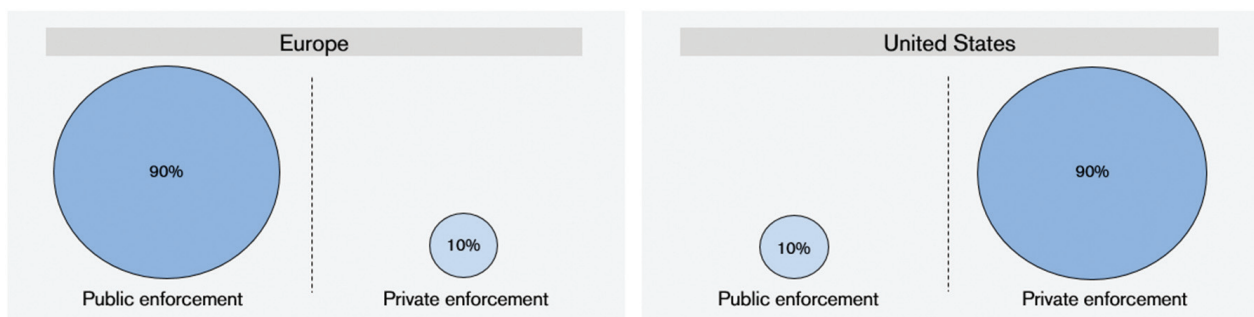 Europe
90%
10%
Public enforcement
Private enforcement
United States
10%
90%
Public enforcement
Private enforcement